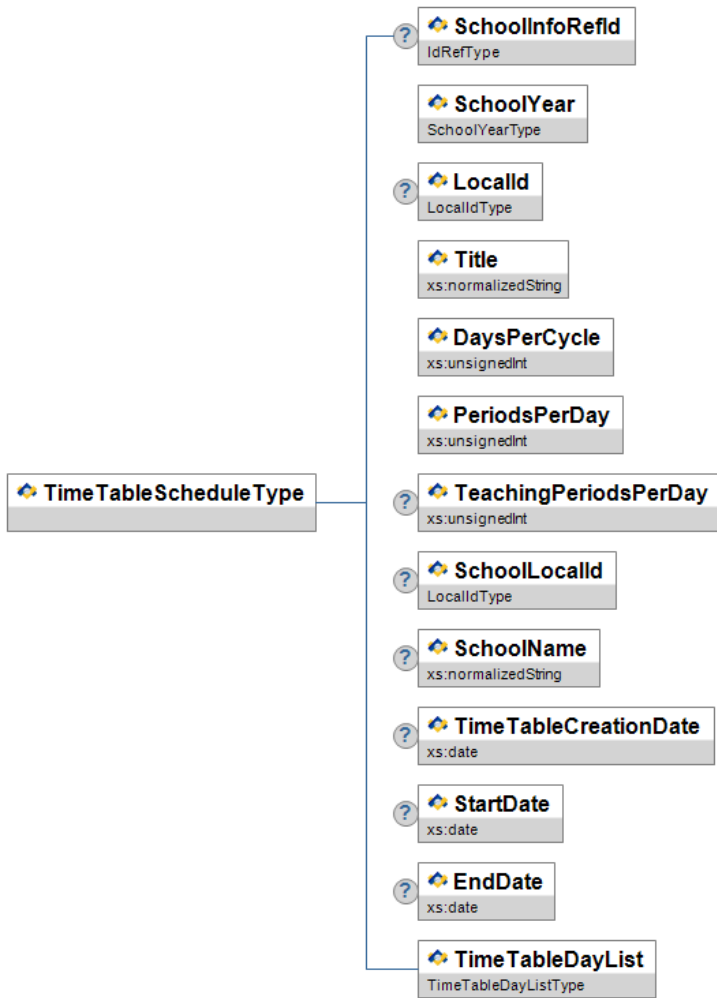 ?
SchoolInfoRefId
IdRefType
SchoolYear
SchoolYearType
?
LocalId
LocalIdType
Title
xs:normalizedString
DaysPerCycle
xs:unsignedInt
PeriodsPerDay
xs:unsignedInt
TimeTableScheduleType
?
TeachingPeriodsPerDay
xs:unsignedInt
?
SchoolLocalId
LocalIdType
?
SchoolName
xs:normalizedString
?
TimeTableCreationDate
xs:date
?
StartDate
xs:date
?
EndDate
xs:date
TimeTableDayList
TimeTableDayListType